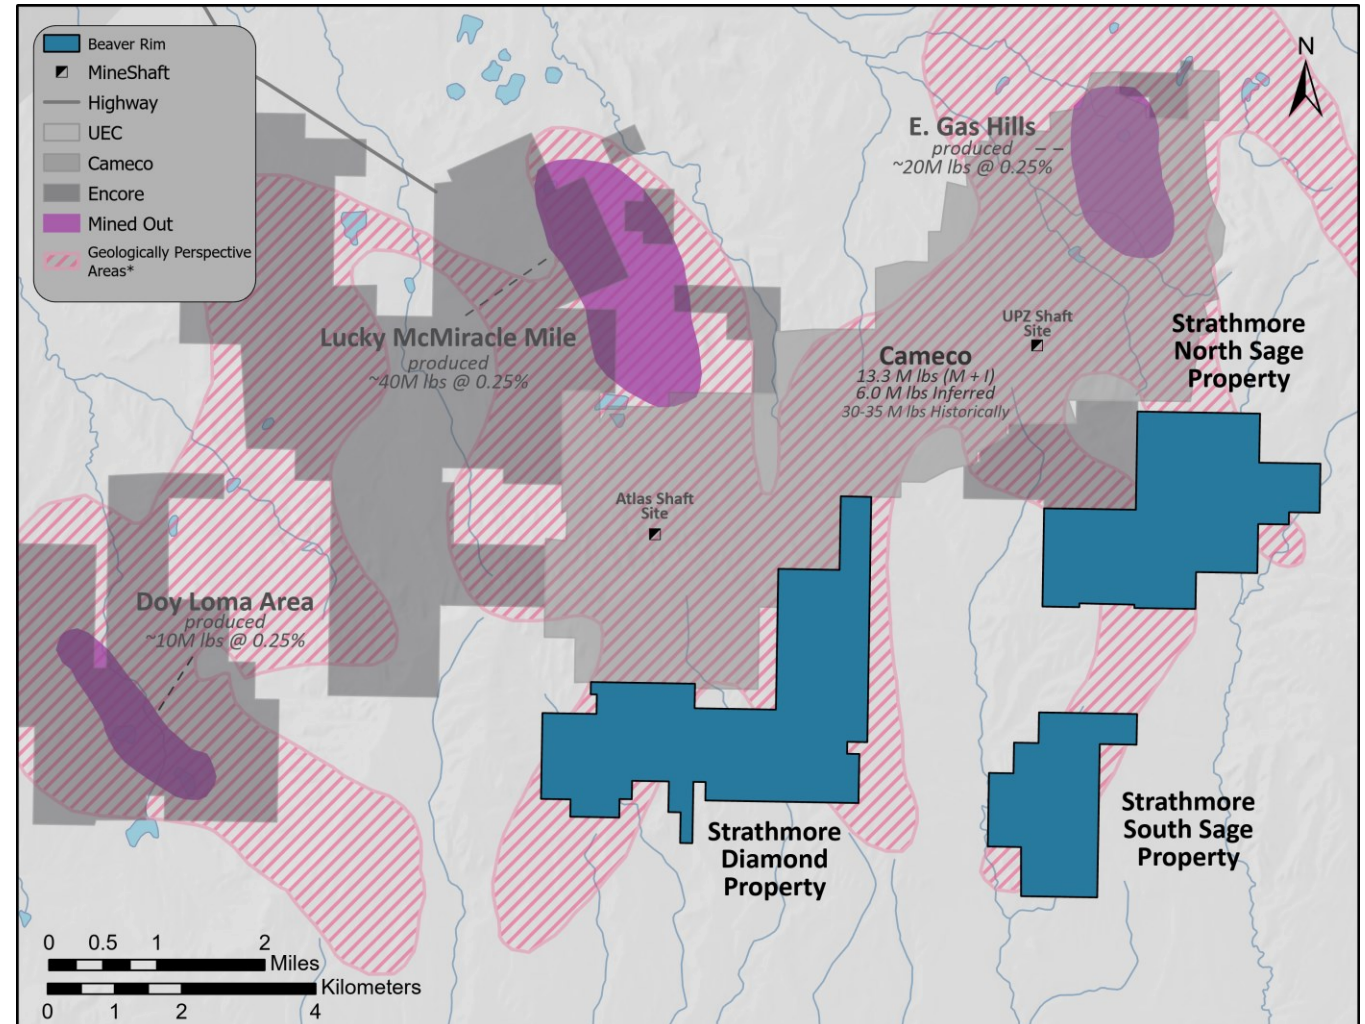 Beaver Rim
MineShaft
Highway
UEC
Cameco
Encore
Mined Out
Geologically Perspective
Areas*
N
E. Gas Hills
produced
~20M lbs @ 0.25%
Lucky McMiracle Mile
produced
~40M lbs @ 0.25%
UPZ Shaft
Site
Strathmore
North Sage
Property
Cameco
13.3 M lbs (M + I)
6.0 M lbs Inferred
30-35 M lbs Historically
Atlas Shaft
Site
Doy Loma Area
produced
~10M lbs @ 0.25%
Strathmore
Diamond
Property
Strathmore
South Sage
Property
0 0.5 1 2
Miles
Kilometers
0 1 2 4